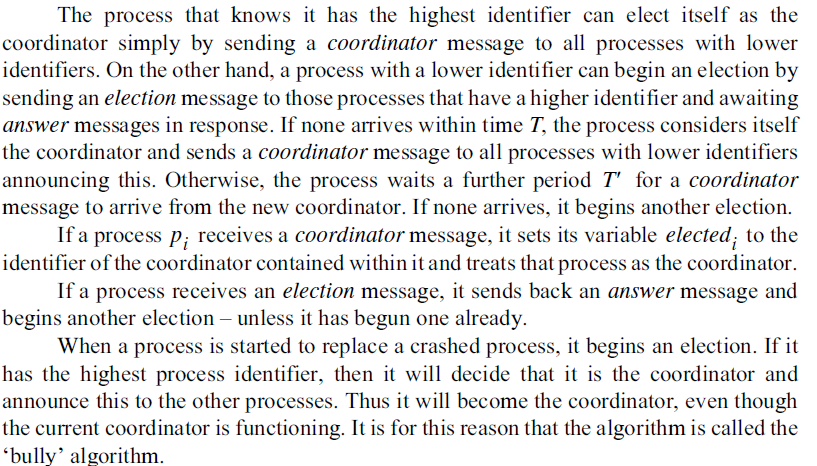 The process that knows it has the highest identifier can elect itself as the
coordinator simply by sending a coordinator message to all processes with lower
identifiers. On the other hand, a process with a lower identifier can begin an election by
sending an election message to those processes that have a higher identifier and awaiting
answer messages in response. If none arrives within time T, the process considers itself
the coordinator and sends a coordinator message to all processes with lower identifiers
announcing this. Otherwise, the process waits a further period T′ for a coordinator
message to arrive from the new coordinator. If none arrives, it begins another election.
If a process pᵢ receives a coordinator message, it sets its variable electedᵢ to the
identifier of the coordinator contained within it and treats that process as the coordinator.
If a process receives an election message, it sends back an answer message and
begins another election – unless it has begun one already.
When a process is started to replace a crashed process, it begins an election. If it
has the highest process identifier, then it will decide that it is the coordinator and
announce this to the other processes. Thus it will become the coordinator, even though
the current coordinator is functioning. It is for this reason that the algorithm is called the
‘bully’ algorithm.